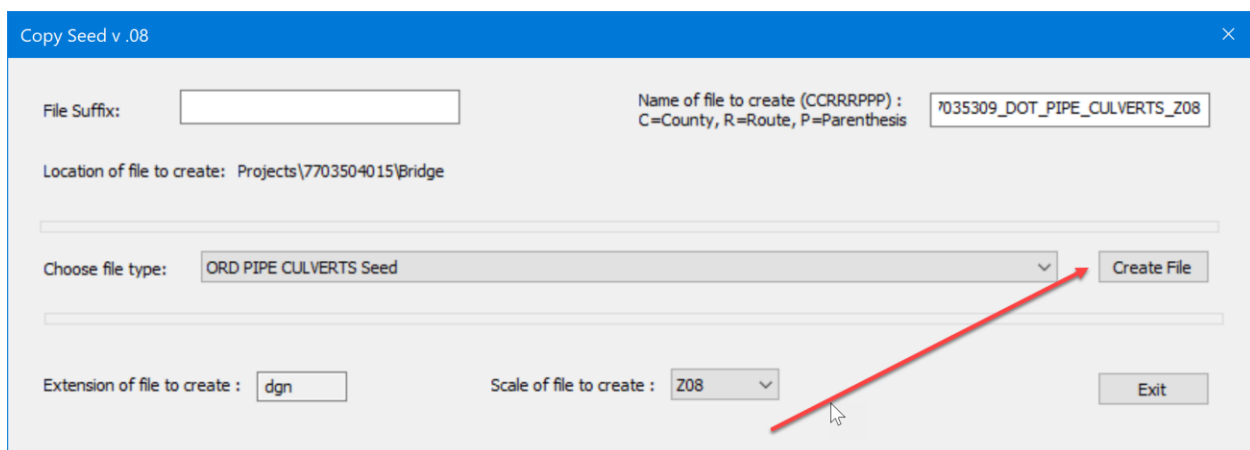 Copy Seed v .08
File Suffix:
Name of file to create (CCRRRPPP) :
C=County, R=Route, P=Parenthesis
7035309_DOT_PIPE_CULVERTS_Z08
Location of file to create: Projects\7703504015\Bridge
Choose file type:
ORD PIPE CULVERTS Seed
Create File
Extension of file to create :
dgn
Scale of file to create :
Z08
Exit